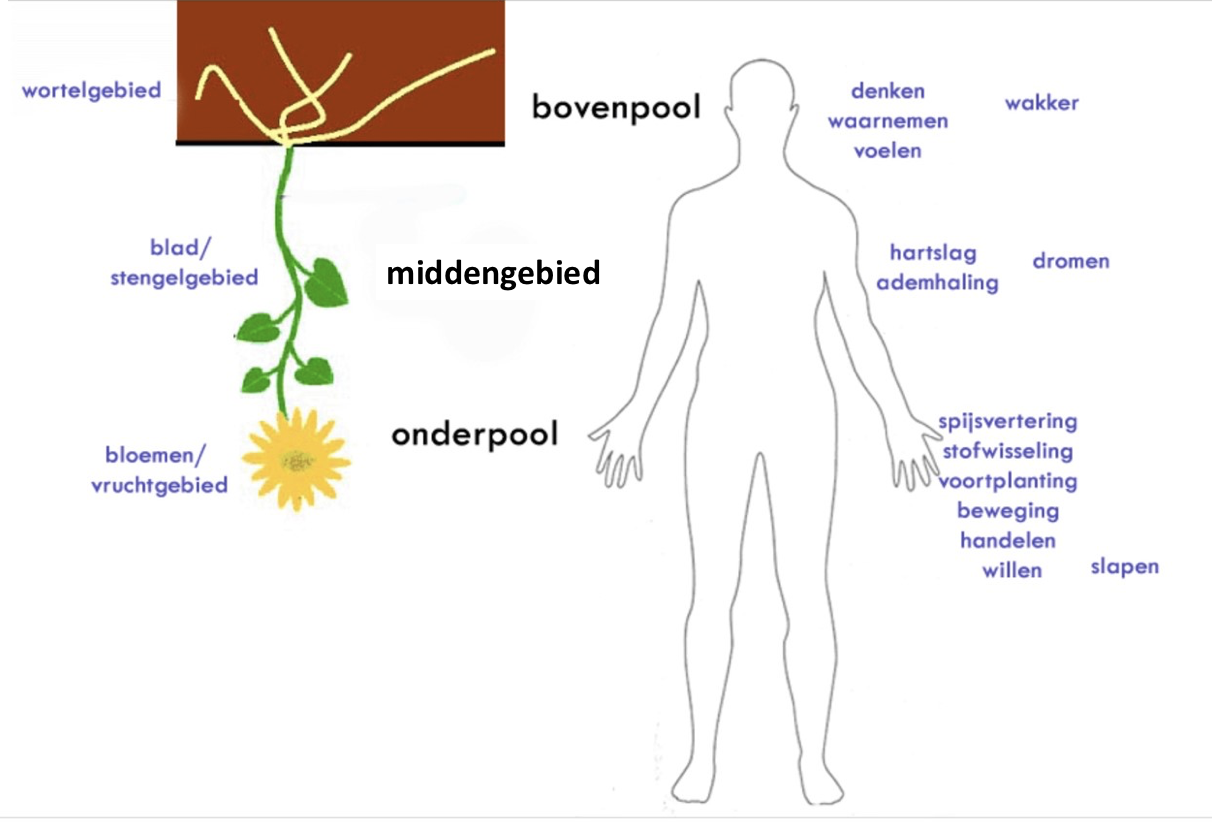 wortelgebied
bovenpool
denken
waarnemen
voelen
wakker
blad/
stengelgebied
middengebied
hartslag
ademhaling
dromen
bloemen/
vruchtgebied
onderpool
spijsvertering
stofwisseling
voortplanting
beweging
handelen
willen
slapen